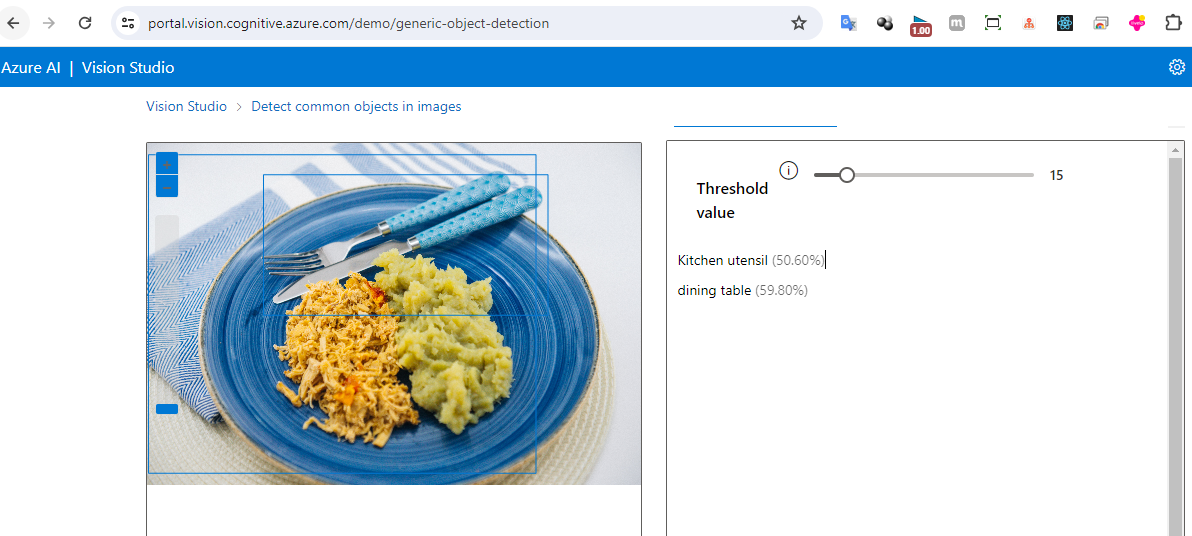 portal.vision.cognitive.azure.com/demo/generic-object-detection
1.00
m
Azure AI | Vision Studio
Vision Studio > Detect common objects in images
Threshold value
15
Kitchen utensil (50.60%)
dining table (59.80%)